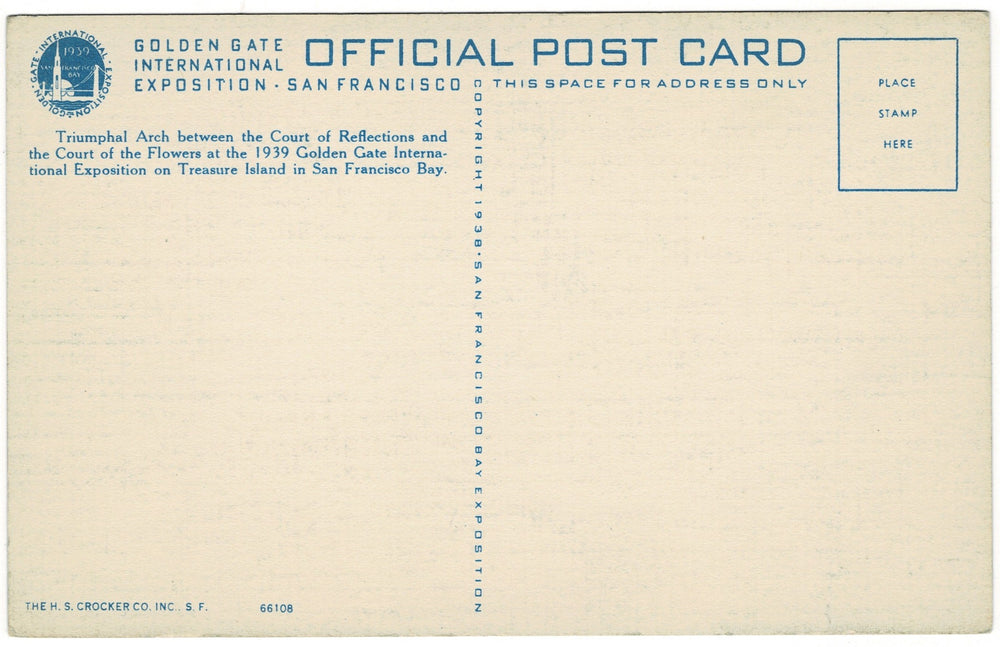 GOLDEN GATE INTERNATIONAL EXPOSITION
1939
SAN FRANCISCO
BAY
GOLDEN GATE
INTERNATIONAL
EXPOSITION · SAN FRANCISCO
OFFICIAL POST CARD
THIS SPACE FOR ADDRESS ONLY
PLACE
STAMP
HERE
Triumphal Arch between the Court of Reflections and
the Court of the Flowers at the 1939 Golden Gate Interna-
tional Exposition on Treasure Island in San Francisco Bay.
COPYRIGHT 1938 · SAN FRANCISCO BAY EXPOSITION
THE H. S. CROCKER CO. INC., S. F.
66108